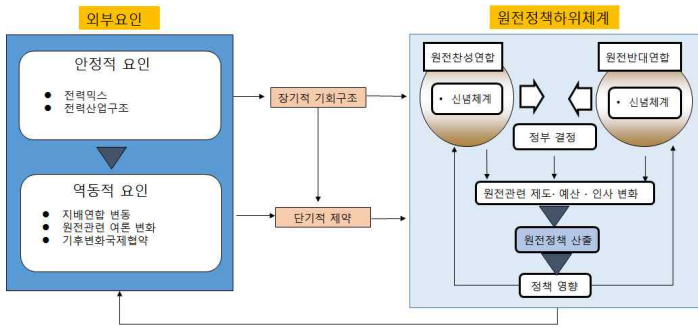 외부요인
원전정책하위체계
안정적 요인
● 전력믹스
● 전력산업구조
역동적 요인
● 지배연합 변동
● 원전관련 여론 변화
● 기후변화국제협약
장기적 기회구조
단기적 제약
원전찬성연합
원전반대연합
• 신념체계
• 신념체계
정부 결정
원전관련 제도· 예산 · 인사 변화
원전정책 산출
정책 영향